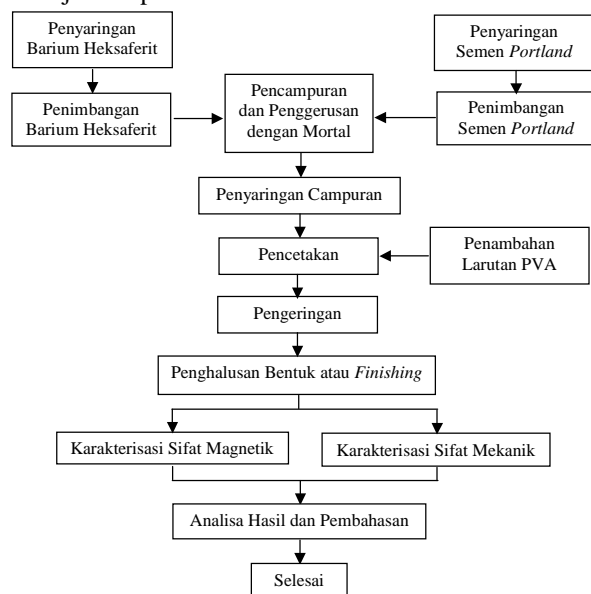 Penyaringan
Barium Heksaferit
Penyaringan
Semen Portland
Penimbangan
Barium Heksaferit
Pencampuran
dan Penggerusan
dengan Mortal
Penimbangan
Semen Portland
Penyaringan Campuran
Pencetakan
Penambahan
Larutan PVA
Pengeringan
Penghalusan Bentuk atau Finishing
Karakterisasi Sifat Magnetik
Karakterisasi Sifat Mekanik
Analisa Hasil dan Pembahasan
Selesai